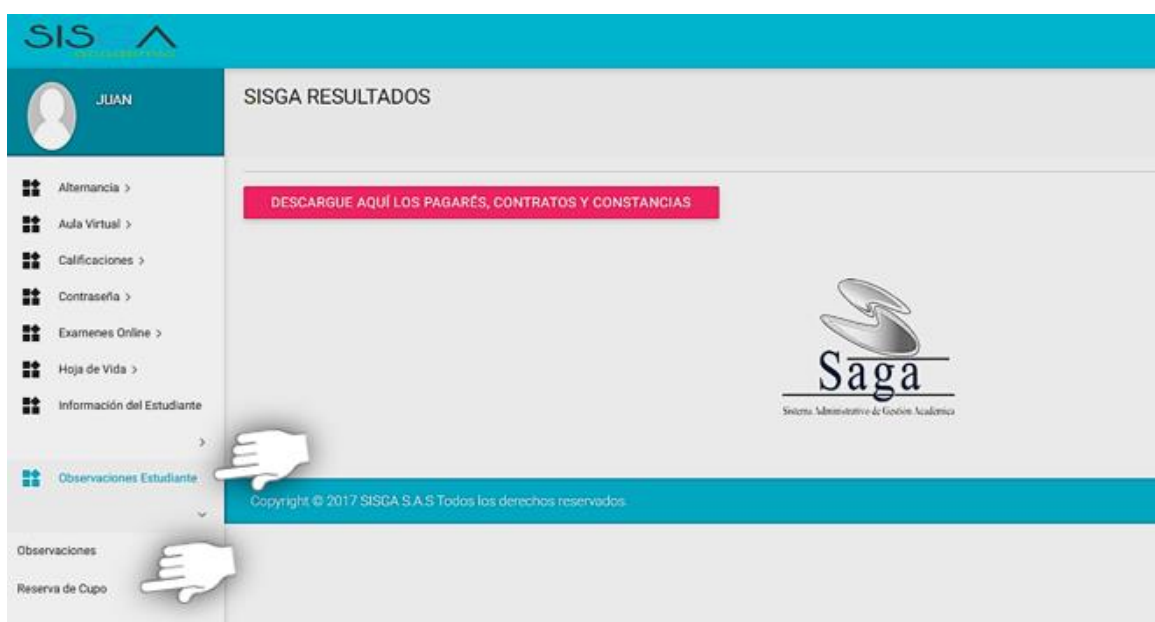 SIS A
academia
JUAN
SISGA RESULTADOS
Alternancia >
Aula Virtual >
Calificaciones >
Contraseña >
Examenes Online >
Hoja de Vida >
Información del Estudiante
>
Observaciones Estudiante
Observaciones
Reserva de Cupo
DESCARGUE AQUÍ LOS PAGARÉS, CONTRATOS Y CONSTANCIAS
Saga
Sistema Administrativo de Gestión Académica
Copyright © 2017 SISGA S.A.S Todos los derechos reservados.